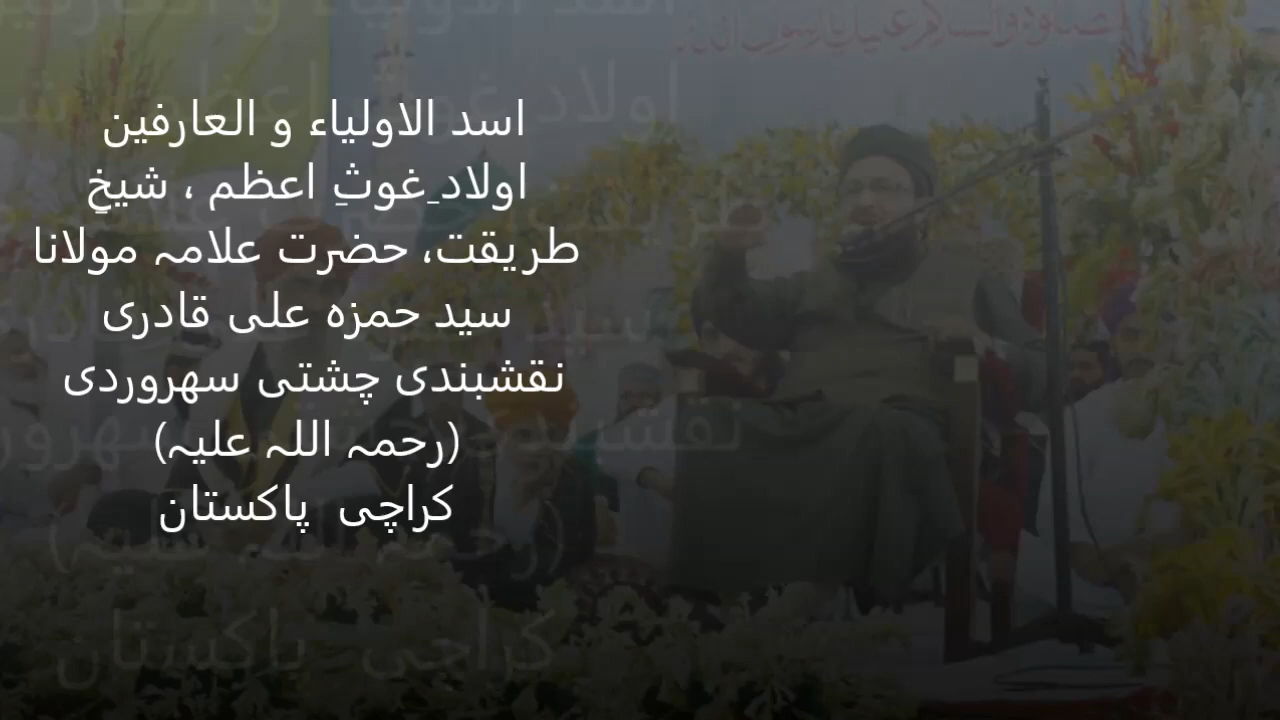 اسد الاولیاء و العارفین
اولاد ِغوثِ اعظم ، شیخِ
طریقت، حضرت علامہ مولانا
سید حمزہ علی قادری
نقشبندی چشتی سھروردی
(رحمہ اللہ علیہ)
کراچی پاکستان